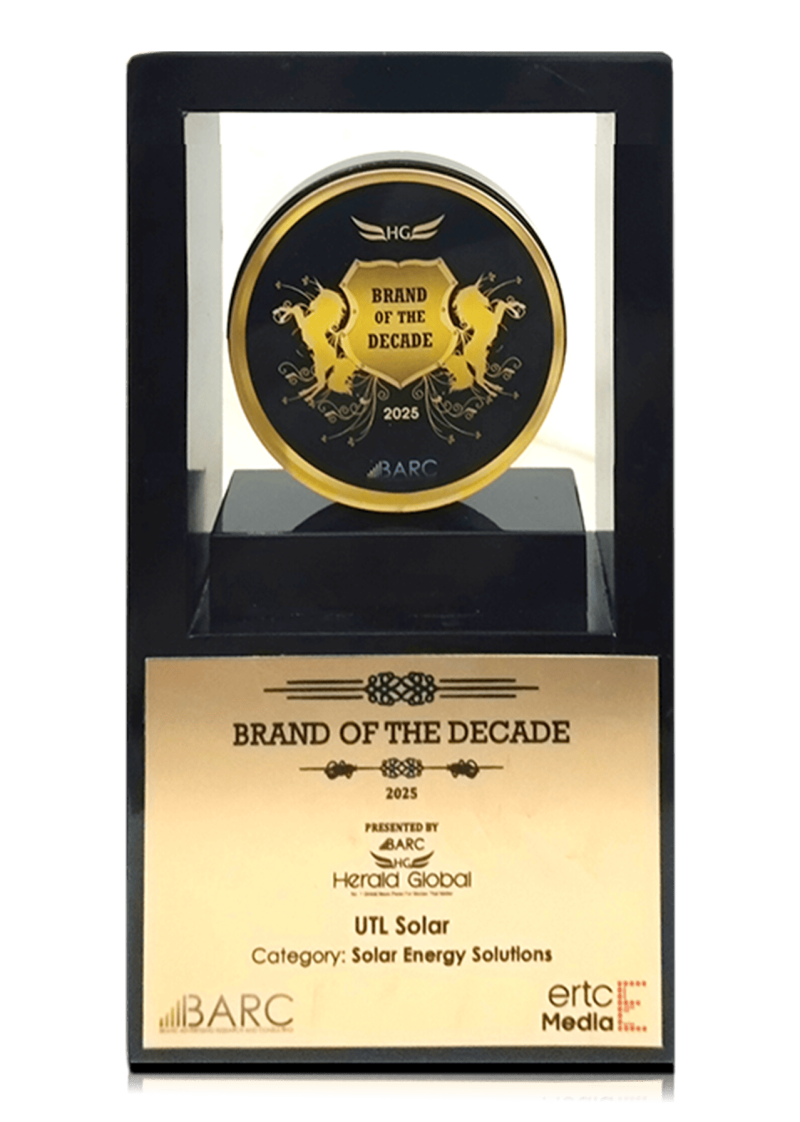 HG
BRAND
OF THE
DECADE
2025
BARC
BRAND OF THE DECADE
2025
PRESENTED BY
BARC
HG
Herald Global
UTL Solar
Category: Solar Energy Solutions
BARC
ertc E
Media